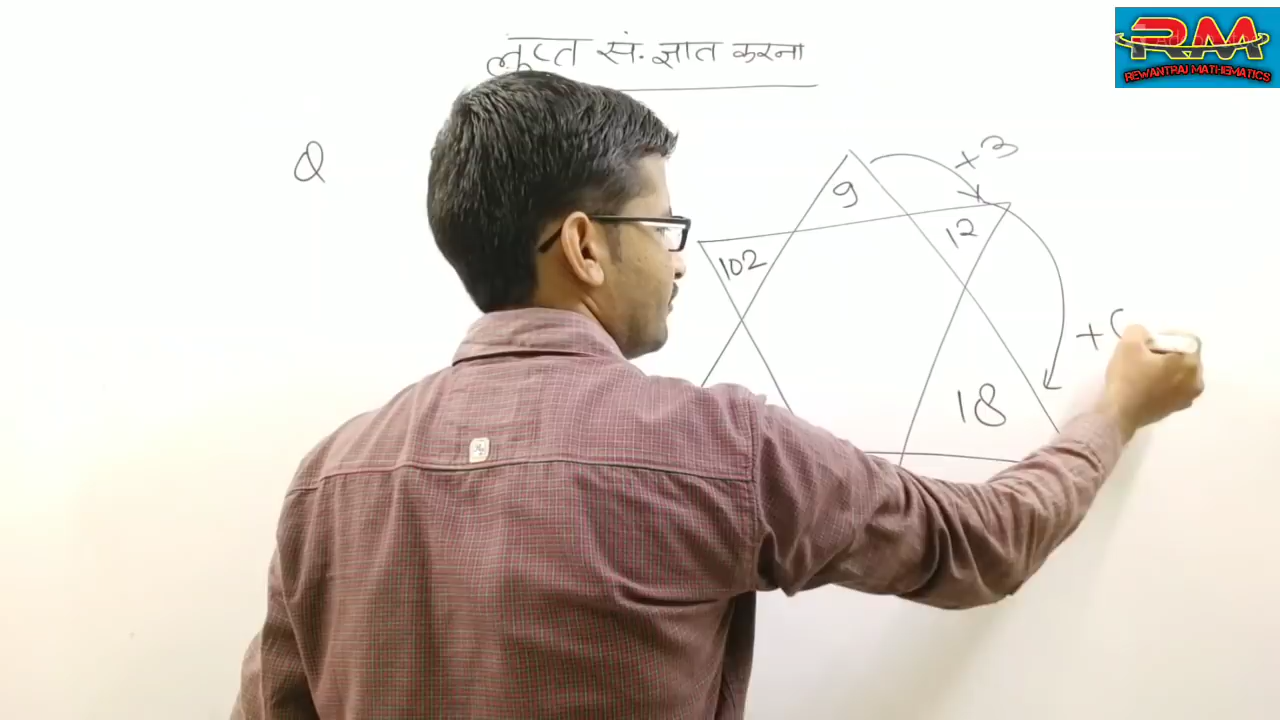 लुप्त सं. ज्ञात करना
Q
9
+3
12
102
18
RM
REWANTRAJ MATHEMATICS